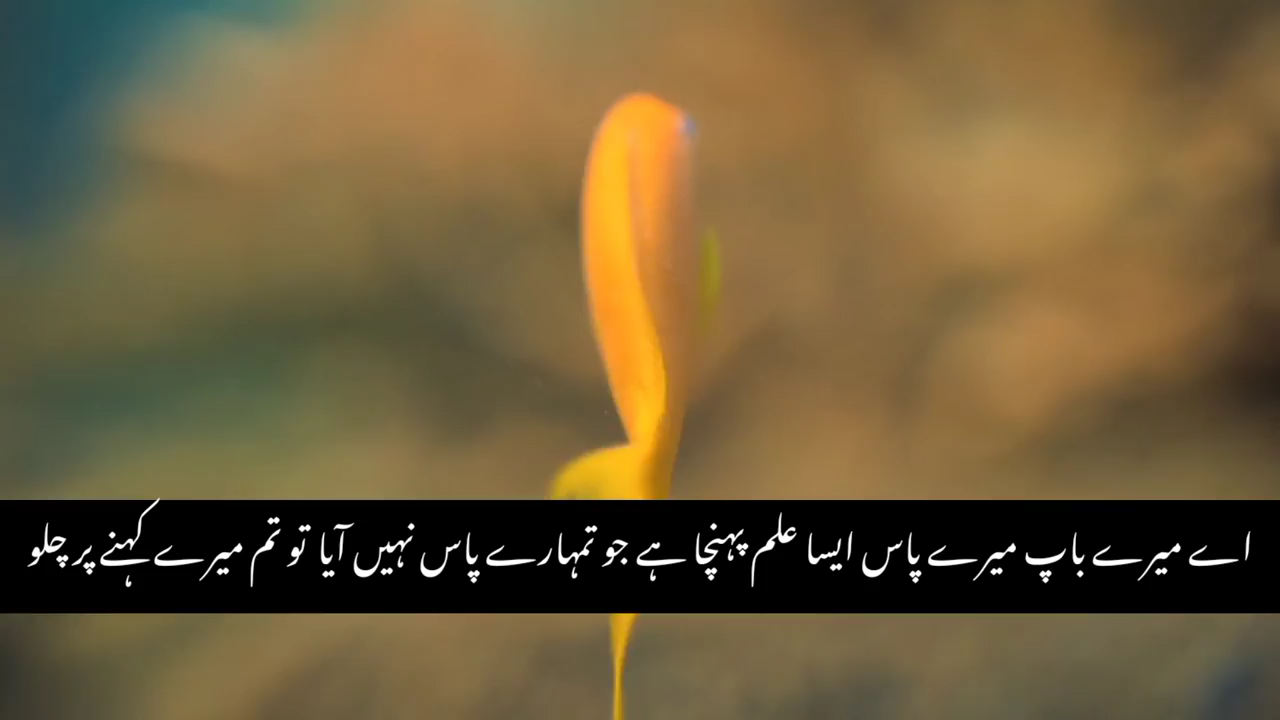 اے میرے باپ میرے پاس ایسا علم پہنچا ہے جو تمہارے پاس نہیں آیا تو تم میرے کہنے پر چلو